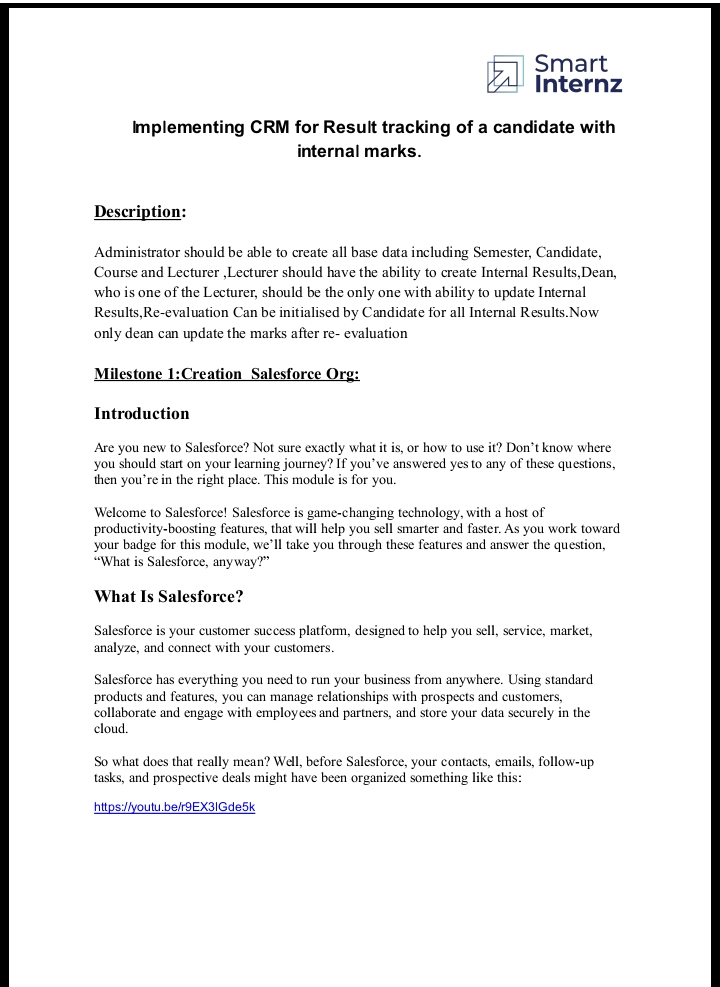 Smart
Internz
Implementing CRM for Result tracking of a candidate with
internal marks.
Description:
Administrator should be able to create all base data including Semester, Candidate,
Course and Lecturer ,Lecturer should have the ability to create Internal Results,Dean,
who is one of the Lecturer, should be the only one with ability to update Internal
Results,Re-evaluation Can be initialised by Candidate for all Internal Results.Now
only dean can update the marks after re- evaluation
Milestone 1:Creation Salesforce Org:
Introduction
Are you new to Salesforce? Not sure exactly what it is, or how to use it? Don’t know where
you should start on your learning journey? If you’ve answered yes to any of these questions,
then you’re in the right place. This module is for you.
Welcome to Salesforce! Salesforce is game-changing technology, with a host of
productivity-boosting features, that will help you sell smarter and faster. As you work toward
your badge for this module, we’ll take you through these features and answer the question,
“What is Salesforce, anyway?”
What Is Salesforce?
Salesforce is your customer success platform, designed to help you sell, service, market,
analyze, and connect with your customers.
Salesforce has everything you need to run your business from anywhere. Using standard
products and features, you can manage relationships with prospects and customers,
collaborate and engage with employees and partners, and store your data securely in the
cloud.
So what does that really mean? Well, before Salesforce, your contacts, emails, follow-up
tasks, and prospective deals might have been organized something like this:
https://youtu.be/r9EX3lGde5k